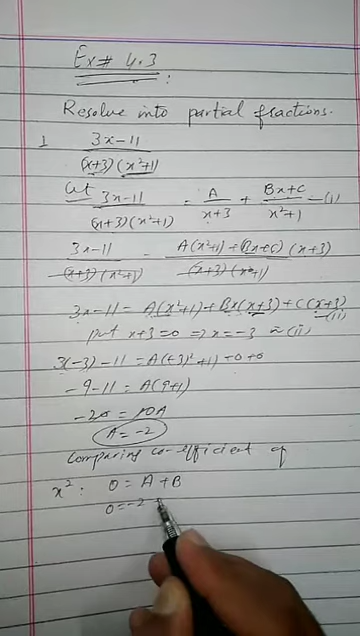 Ex# 4.3
Resolve into partial fractions.
1 3x-11 / (x+3)(x²+1)
Let 3x-11 / (x+3)(x²+1) = A / x+3 + Bx+C / x²+1 —(i)
3x-11 / (x+3)(x²+1) = A(x²+1)+(Bx+C)(x+3) / (x+3)(x²+1)
3x-11 = A(x²+1)+Bx(x+3)+C(x+3) —(ii)
put x+3=0 ⇒ x=-3 in (ii)
3(-3)-11 = A((-3)²+1)+0+0
-9-11 = A(9+1)
-20 = 10A
A = -2
Comparing co-efficient of
x²: 0 = A+B
0 = -2 +